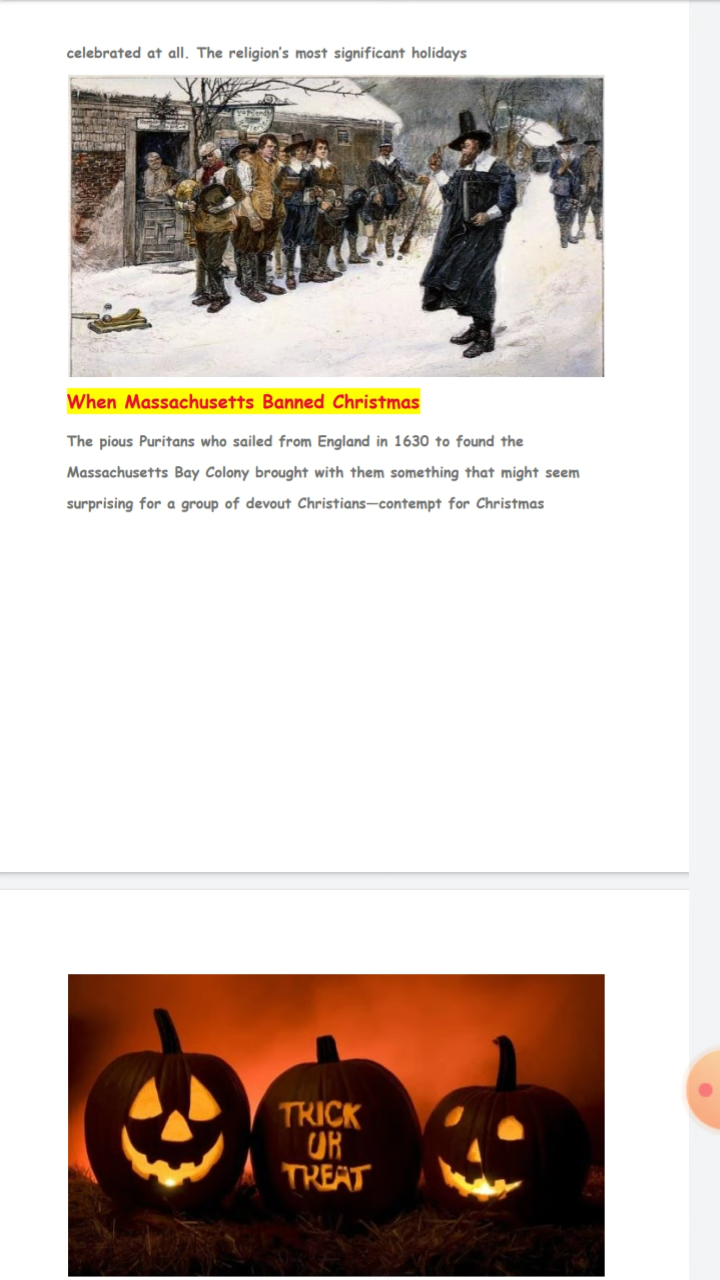 celebrated at all. The religion's most significant holidays
When Massachusetts Banned Christmas
The pious Puritans who sailed from England in 1630 to found the
Massachusetts Bay Colony brought with them something that might seem
surprising for a group of devout Christians—contempt for Christmas
TRICK
OR
TREAT